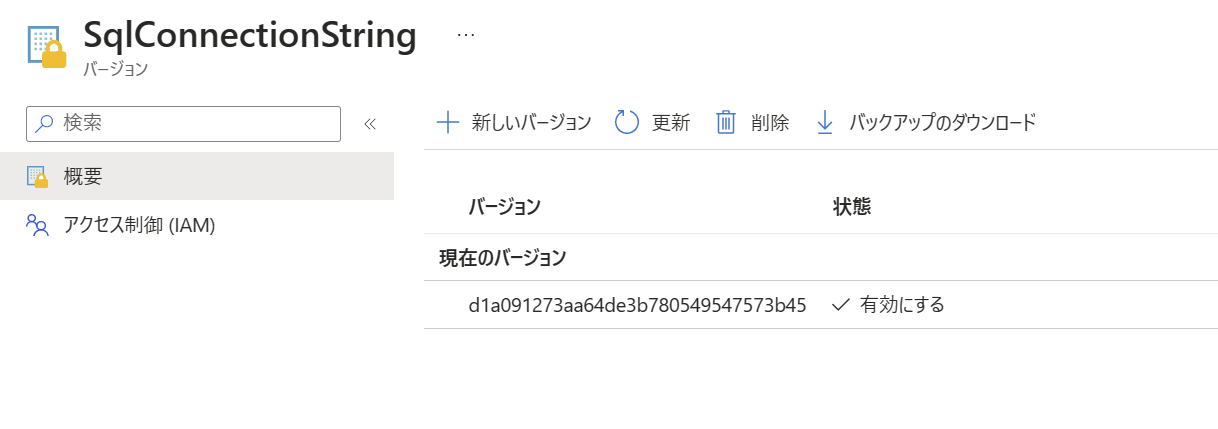 SqlConnectionString ...
バージョン
検索 «
＋ 新しいバージョン 更新 削除 バックアップのダウンロード
概要
アクセス制御 (IAM)
バージョン 状態
現在のバージョン
d1a091273aa64de3b780549547573b45 ✓ 有効にする